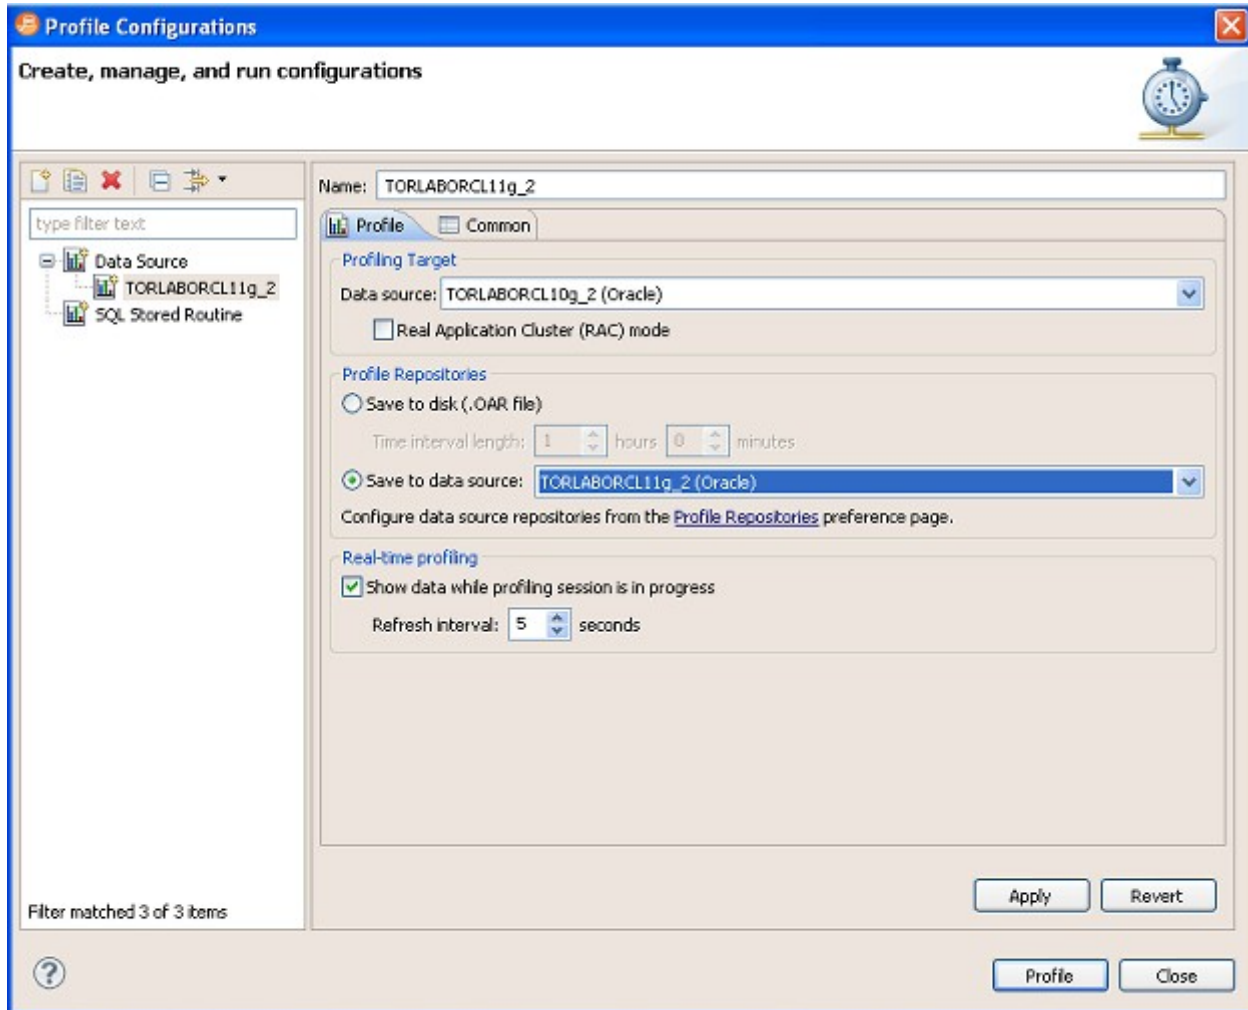 Profile Configurations
Create, manage, and run configurations
type filter text
Data Source
TORLABORCL11g_2
SQL Stored Routine
Filter matched 3 of 3 items
Name: TORLABORCL11g_2
Profile Common
Profiling Target
Data source: TORLABORCL10g_2 (Oracle)
Real Application Cluster (RAC) mode
Profile Repositories
Save to disk (.OAR file)
Time interval length: 1 hours 0 minutes
Save to data source: TORLABORCL11g_2 (Oracle)
Configure data source repositories from the Profile Repositories preference page.
Real-time profiling
Show data while profiling session is in progress
Refresh interval: 5 seconds
Apply Revert
? Profile Close